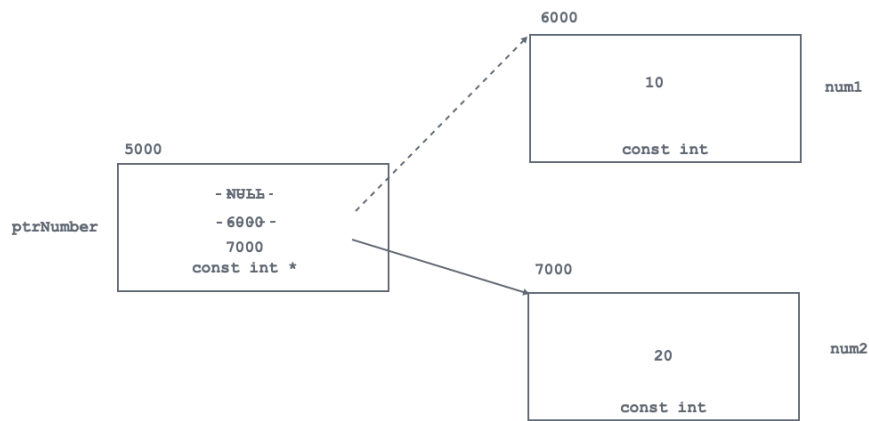 6000
10
num1
const int
5000
NULL
6000
ptrNumber
7000
const int *
7000
20
num2
const int